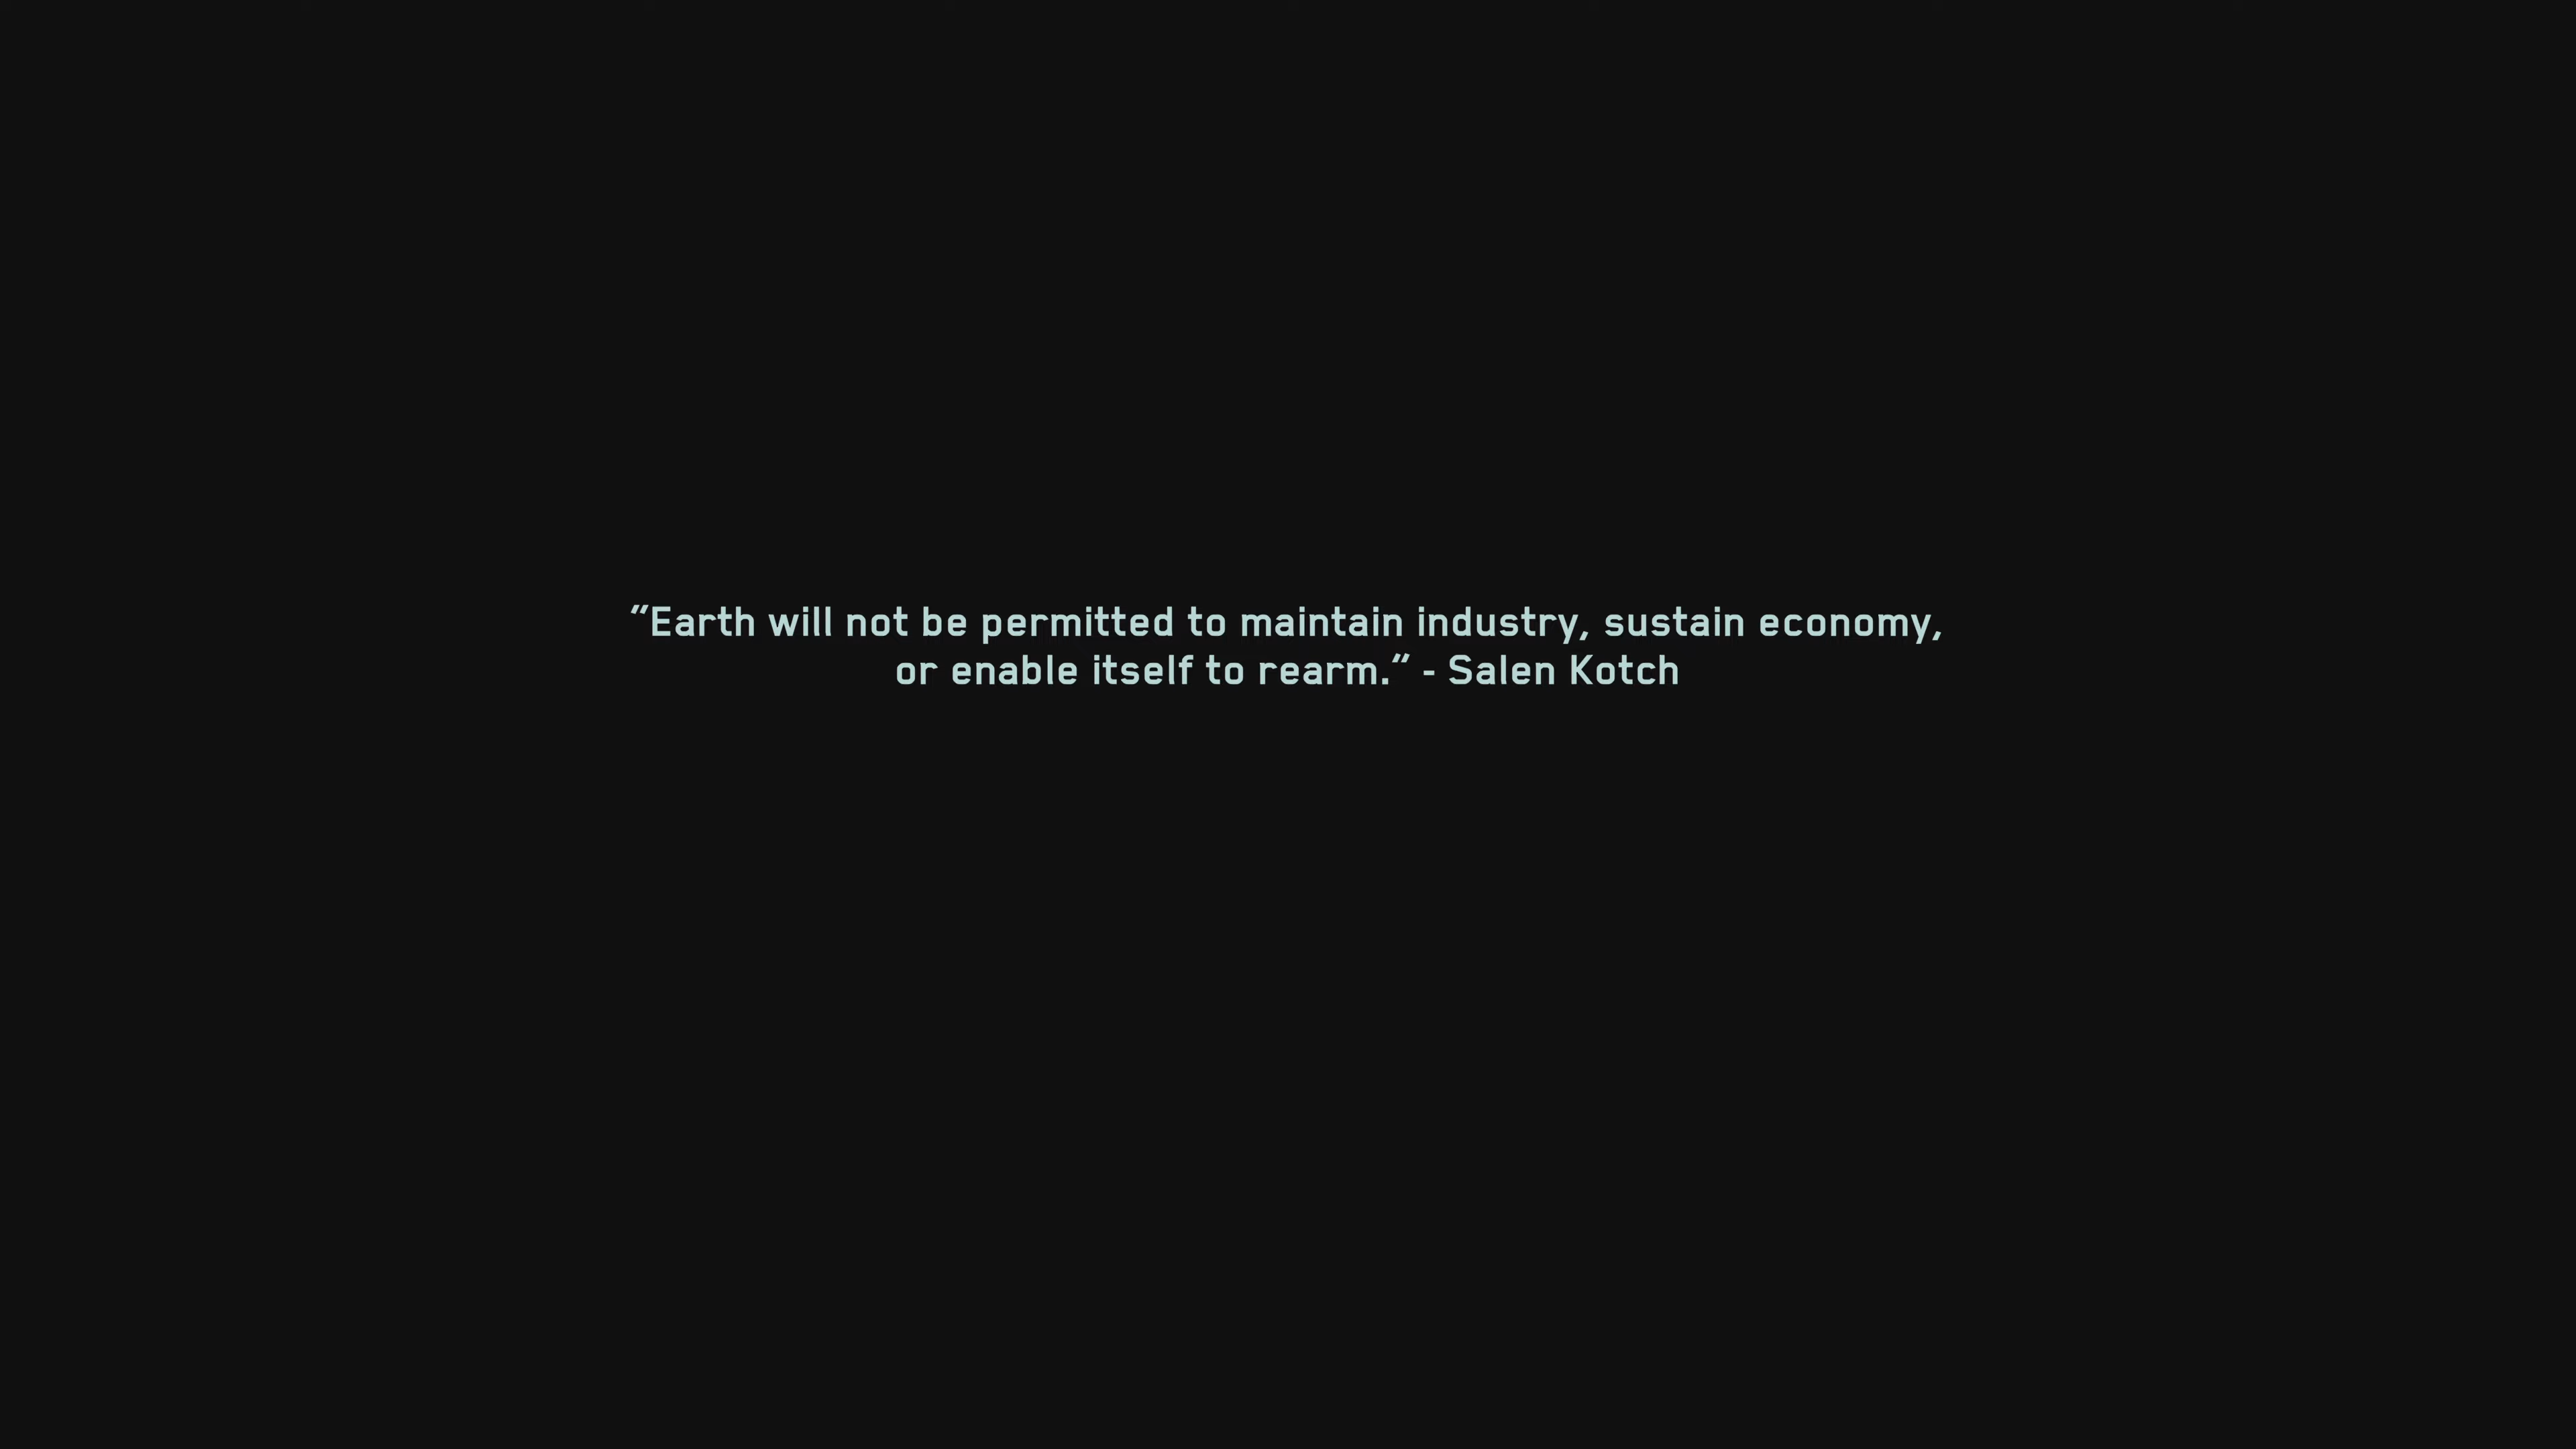 “Earth will not be permitted to maintain industry, sustain economy,
or enable itself to rearm.“ - Salen Kotch